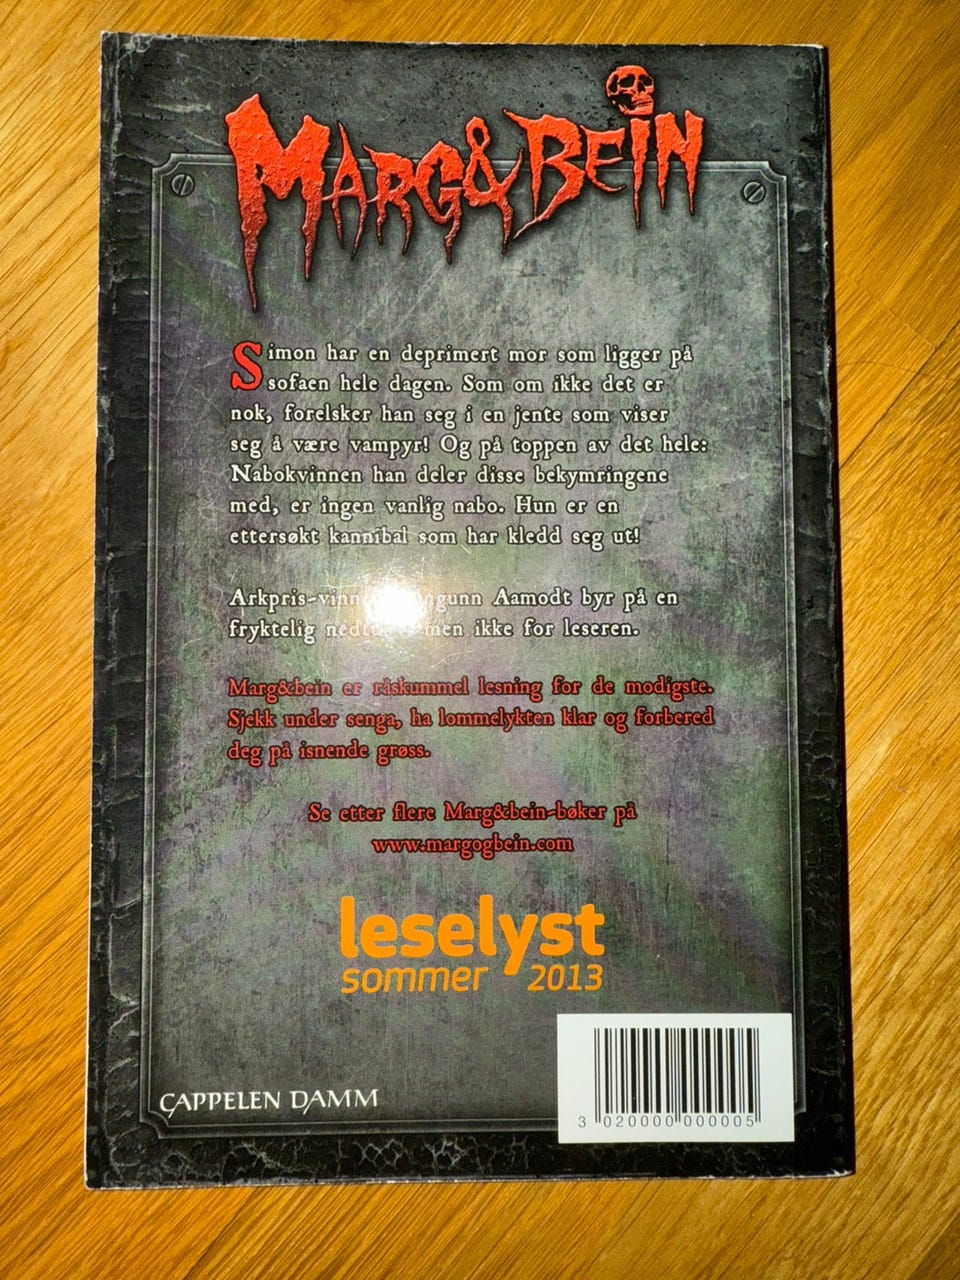 MARG&BEIN
Simon har en deprimert mor som ligger på
sofaen hele dagen. Som om ikke det er
nok, forelsker han seg i en jente som viser
seg å være vampyr! Og på toppen av det hele:
Nabokvinnen han deler disse bekymringene
med, er ingen vanlig nabo. Hun er en
ettersøkt kannibal som har kledd seg ut!
Aamodt byr på en
fryktelig men ikke for leseren.
Marg&bein er råskummel lesning for de modigste.
Sjekk under senga, ha lommelykten klar og forbered
deg på isnende grøss.
Se etter flere Marg&bein-bøker på
www.margogbein.com
leselyst
sommer 2013
CAPPELEN DAMM
3 020000 000005